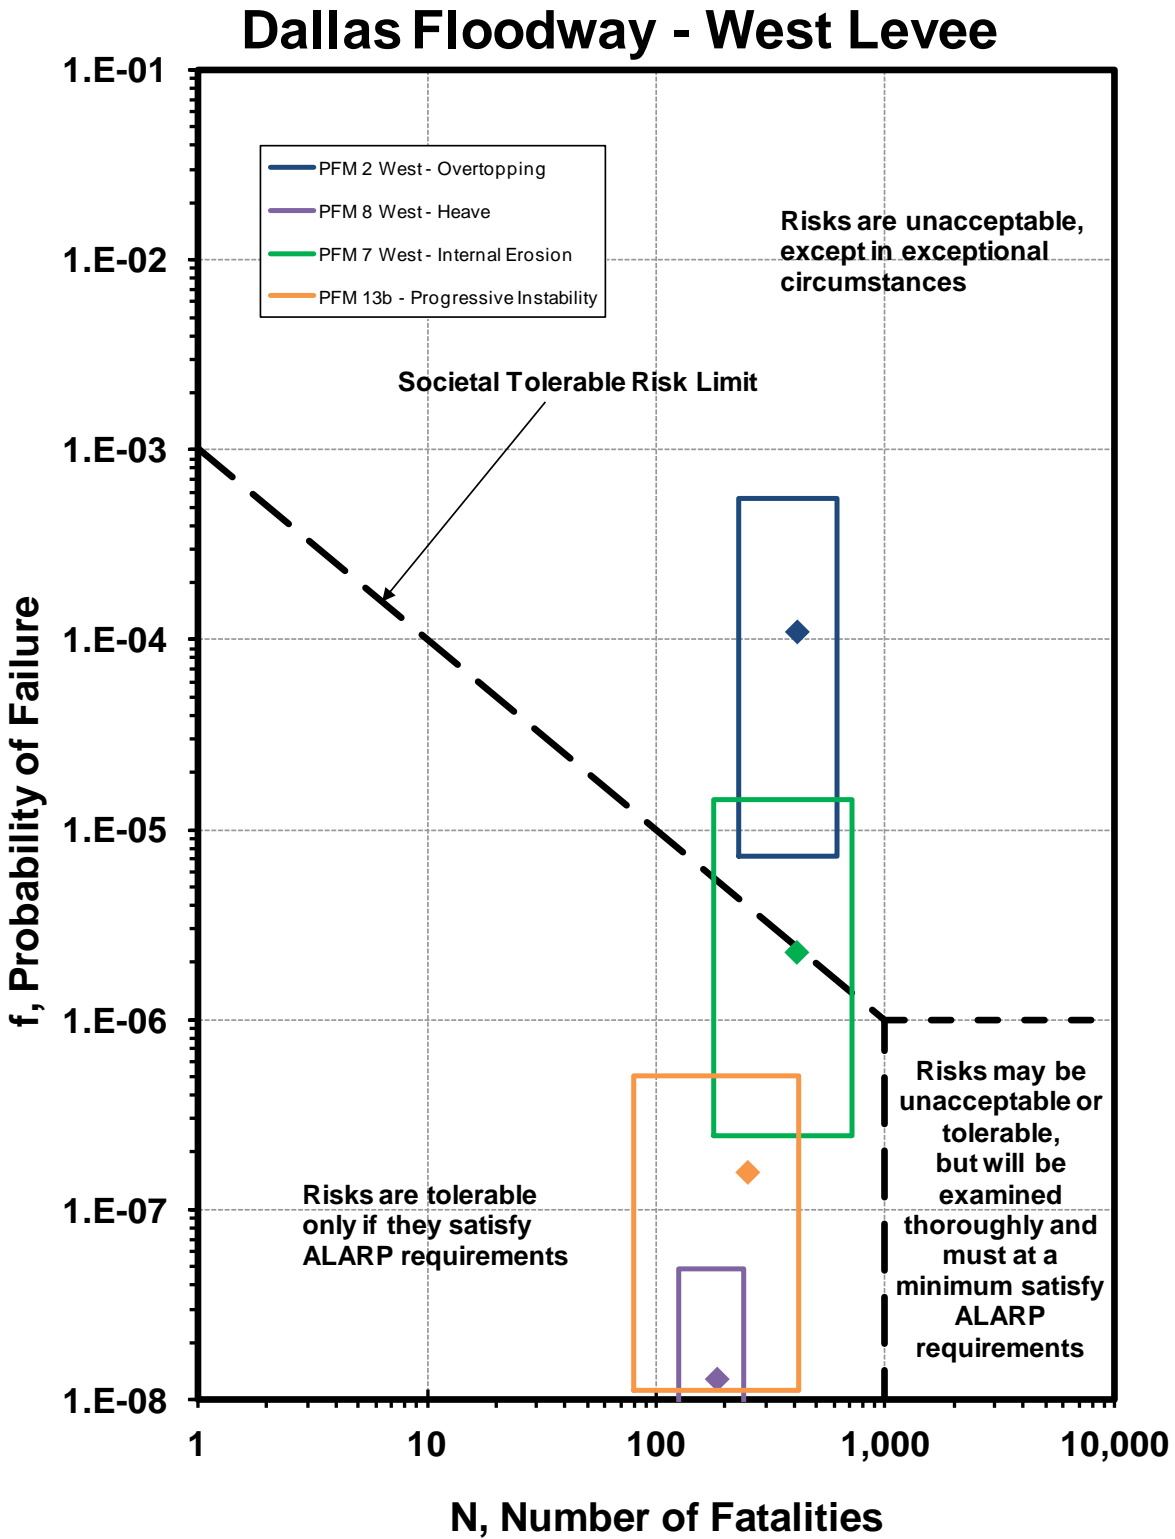 Dallas Floodway - West Levee
1.E-01
PFM 2 West - Overtopping
PFM 8 West - Heave
PFM 7 West - Internal Erosion
PFM 13b - Progressive Instability
Risks are unacceptable,
except in exceptional
circumstances
1.E-02
Societal Tolerable Risk Limit
1.E-03
1.E-04
f, Probability of Failure
1.E-05
1.E-06
Risks may be
unacceptable or
tolerable,
but will be
examined
thoroughly and
must at a
minimum satisfy
ALARP
requirements
Risks are tolerable
only if they satisfy
ALARP requirements
1.E-07
1.E-08
1
10
100
1,000
10,000
N, Number of Fatalities